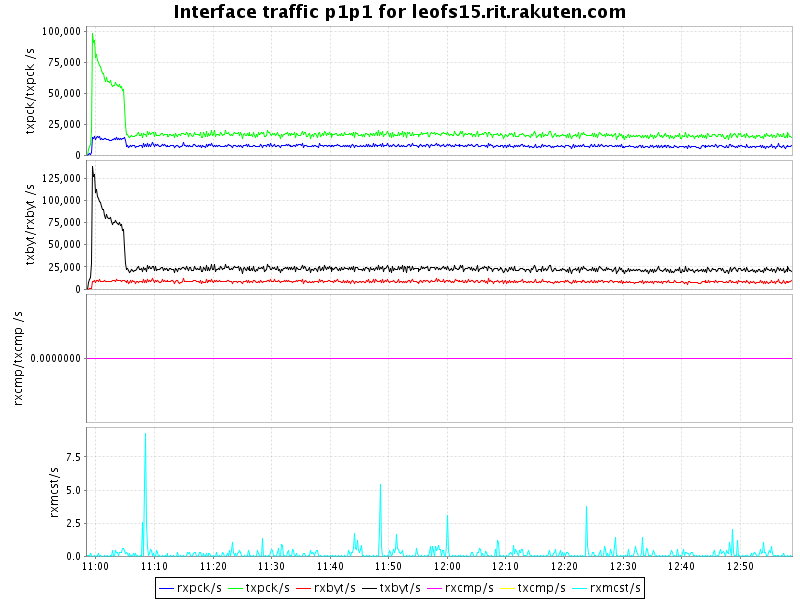 Interface traffic p1p1 for leofs15.rit.rakuten.com
txpck/txpck /s
100,000
75,000
50,000
25,000
0
txbyt/rxbyt /s
125,000
100,000
75,000
50,000
25,000
0
rxcmp/txcmp /s
0.0000000
rxmcst/s
7.5
5.0
2.5
0.0
11:00 11:10 11:20 11:30 11:40 11:50 12:00 12:10 12:20 12:30 12:40 12:50
rxpck/s txpck/s rxbyt/s txbyt/s rxcmp/s txcmp/s rxmcst/s